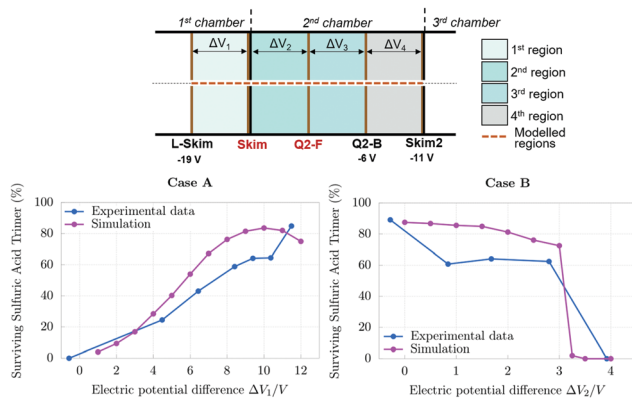 1st chamber 2nd chamber 3rd chamber
ΔV1 ΔV2 ΔV3 ΔV4
1st region
2nd region
3rd region
4th region
Modelled regions
L-Skim Skim Q2-F Q2-B Skim2
-19 V -6 V -11 V
Case A
Surviving Sulfuric Acid Trimer (%)
Experimental data
Simulation
100
80
60
40
20
0
0 2 4 6 8 10 12
Electric potential difference ΔV1/V
Case B
Surviving Sulfuric Acid Trimer (%)
100
80
60
40
20
0
Experimental data
Simulation
0 1 2 3 4
Electric potential difference ΔV2/V